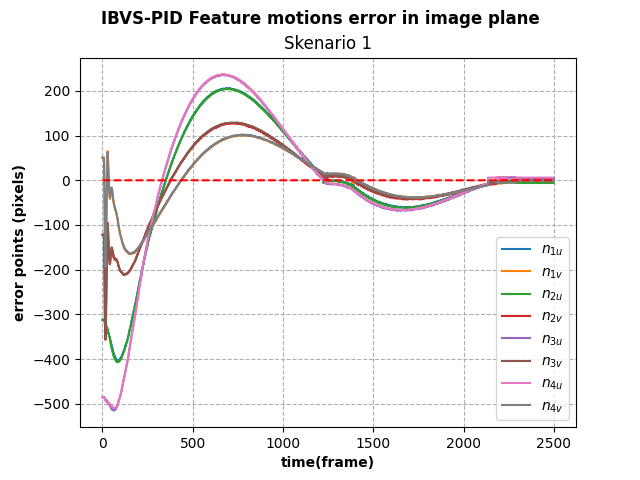 IBVS-PID Feature motions error in image plane
Skenario 1
error points (pixels)
200
100
0
−100
−200
−300
−400
−500
0 500 1000 1500 2000 2500
time(frame)
n1u
n1v
n2u
n2v
n3u
n3v
n4u
n4v